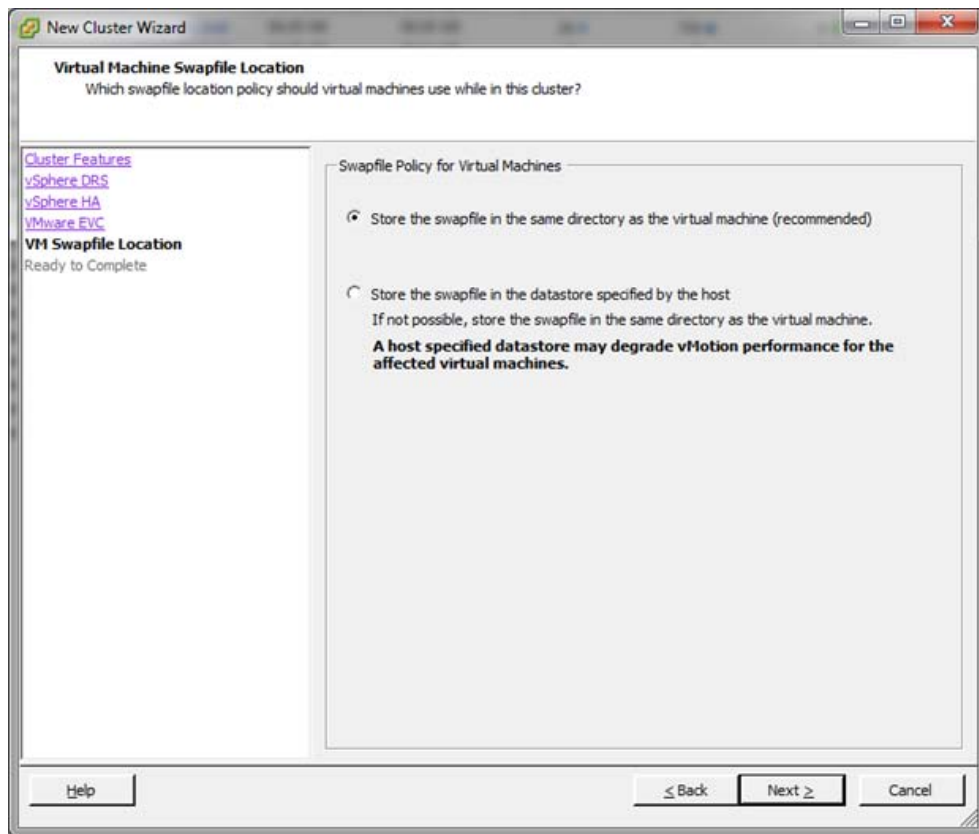 New Cluster Wizard
Virtual Machine Swapfile Location
Which swapfile location policy should virtual machines use while in this cluster?
Cluster Features
vSphere DRS
vSphere HA
VMware EVC
VM Swapfile Location
Ready to Complete
Swapfile Policy for Virtual Machines
Store the swapfile in the same directory as the virtual machine (recommended)
Store the swapfile in the datastore specified by the host
If not possible, store the swapfile in the same directory as the virtual machine.
A host specified datastore may degrade vMotion performance for the
affected virtual machines.
Help
< Back
Next >
Cancel